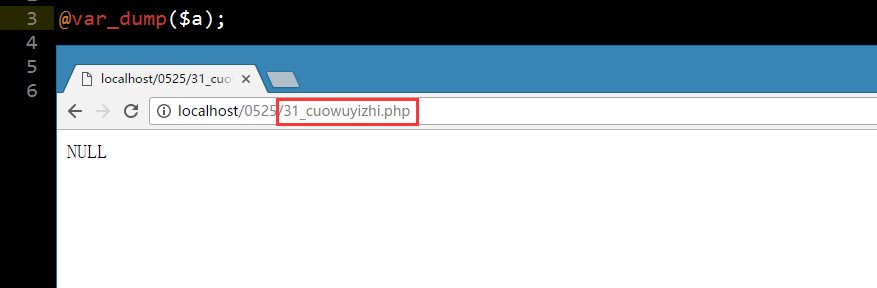 3 @var_dump($a);
4
5
6
localhost/0525/31_cuo
localhost/0525/31_cuowuyizhi.php
NULL